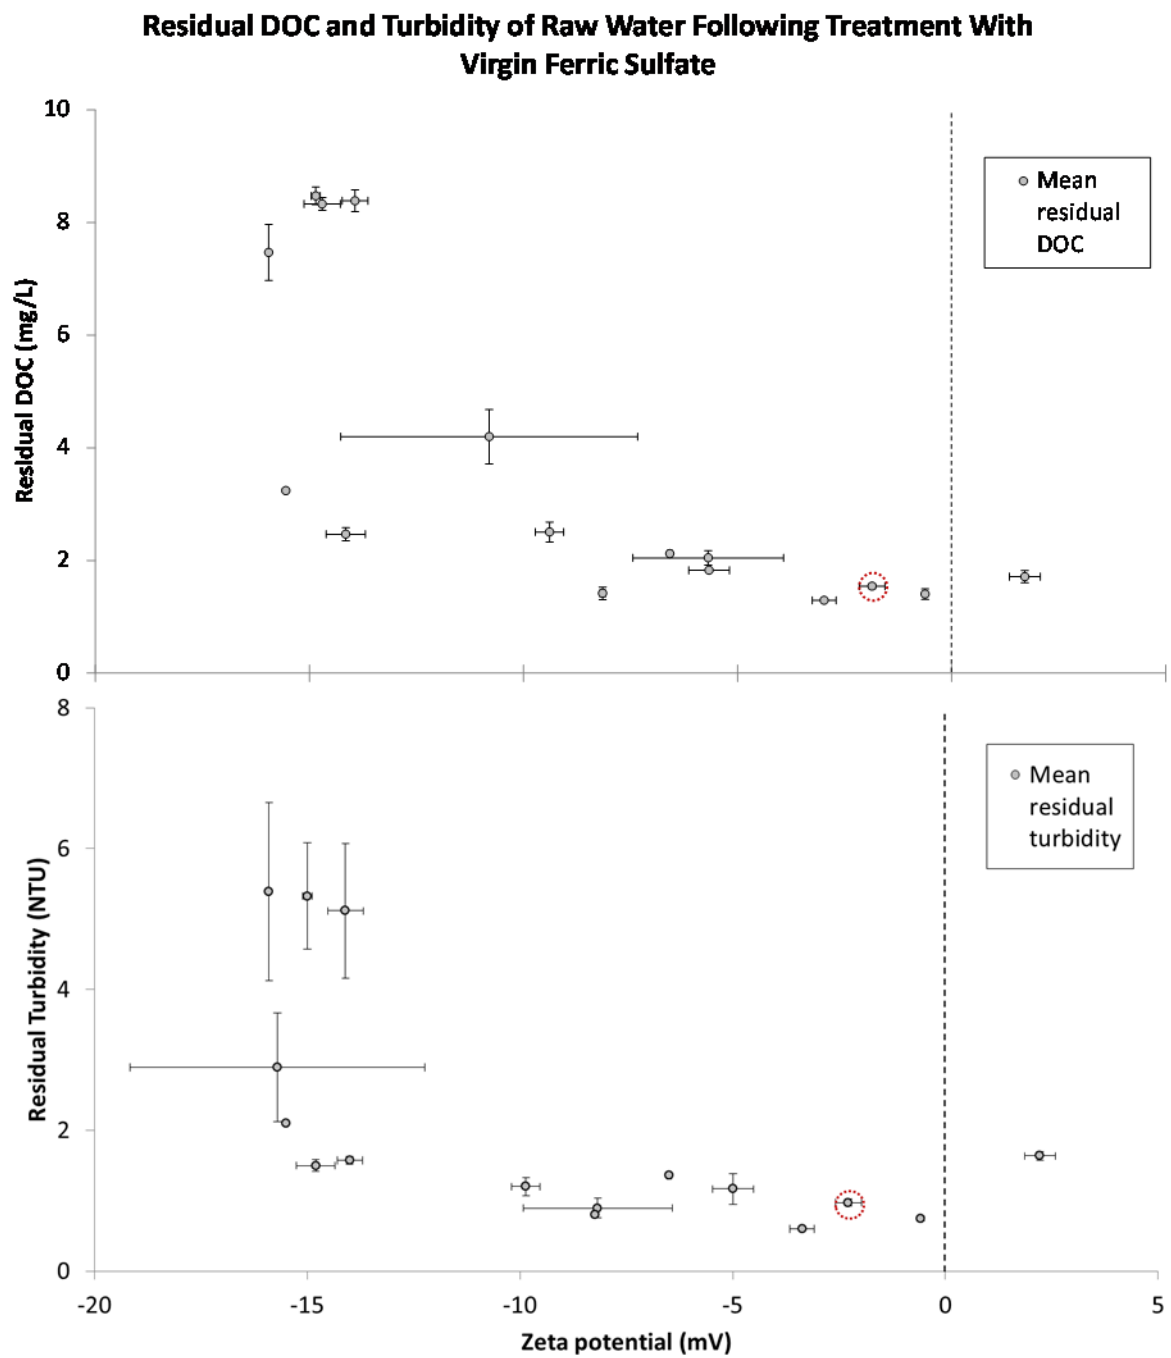 Residual DOC and Turbidity of Raw Water Following Treatment With
Virgin Ferric Sulfate
10
8
6
4
2
0
Residual DOC (mg/L)
Mean
residual
DOC
8
6
4
2
0
Residual Turbidity (NTU)
Mean
residual
turbidity
-20 -15 -10 -5 0 5
Zeta potential (mV)